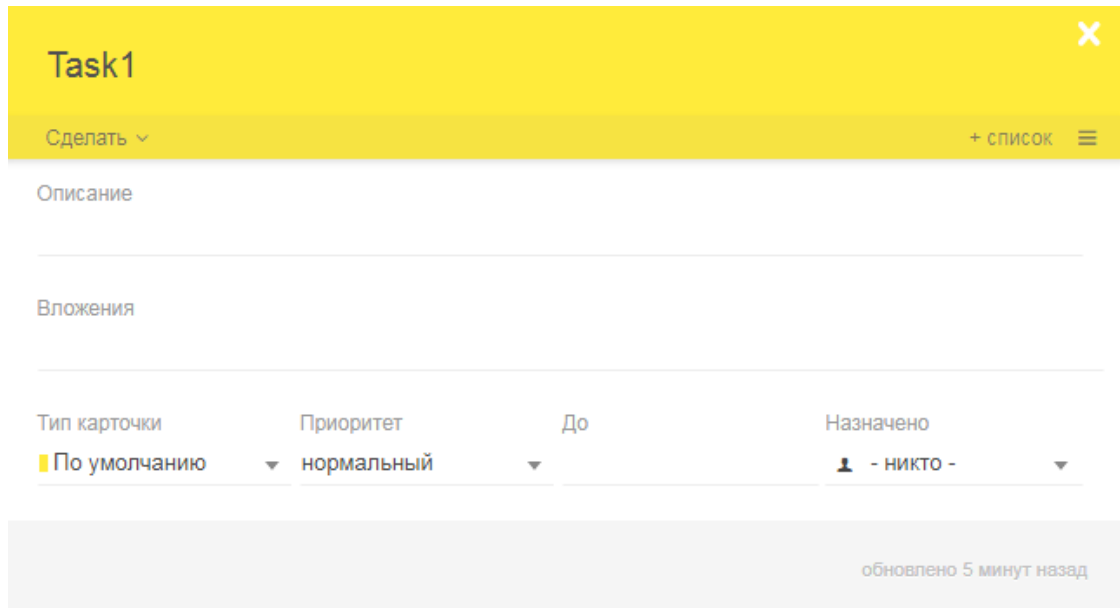 Task1
Сделать
+ список
Описание
Вложения
Тип карточки Приоритет До Назначено
По умолчанию нормальный - никто -
обновлено 5 минут назад